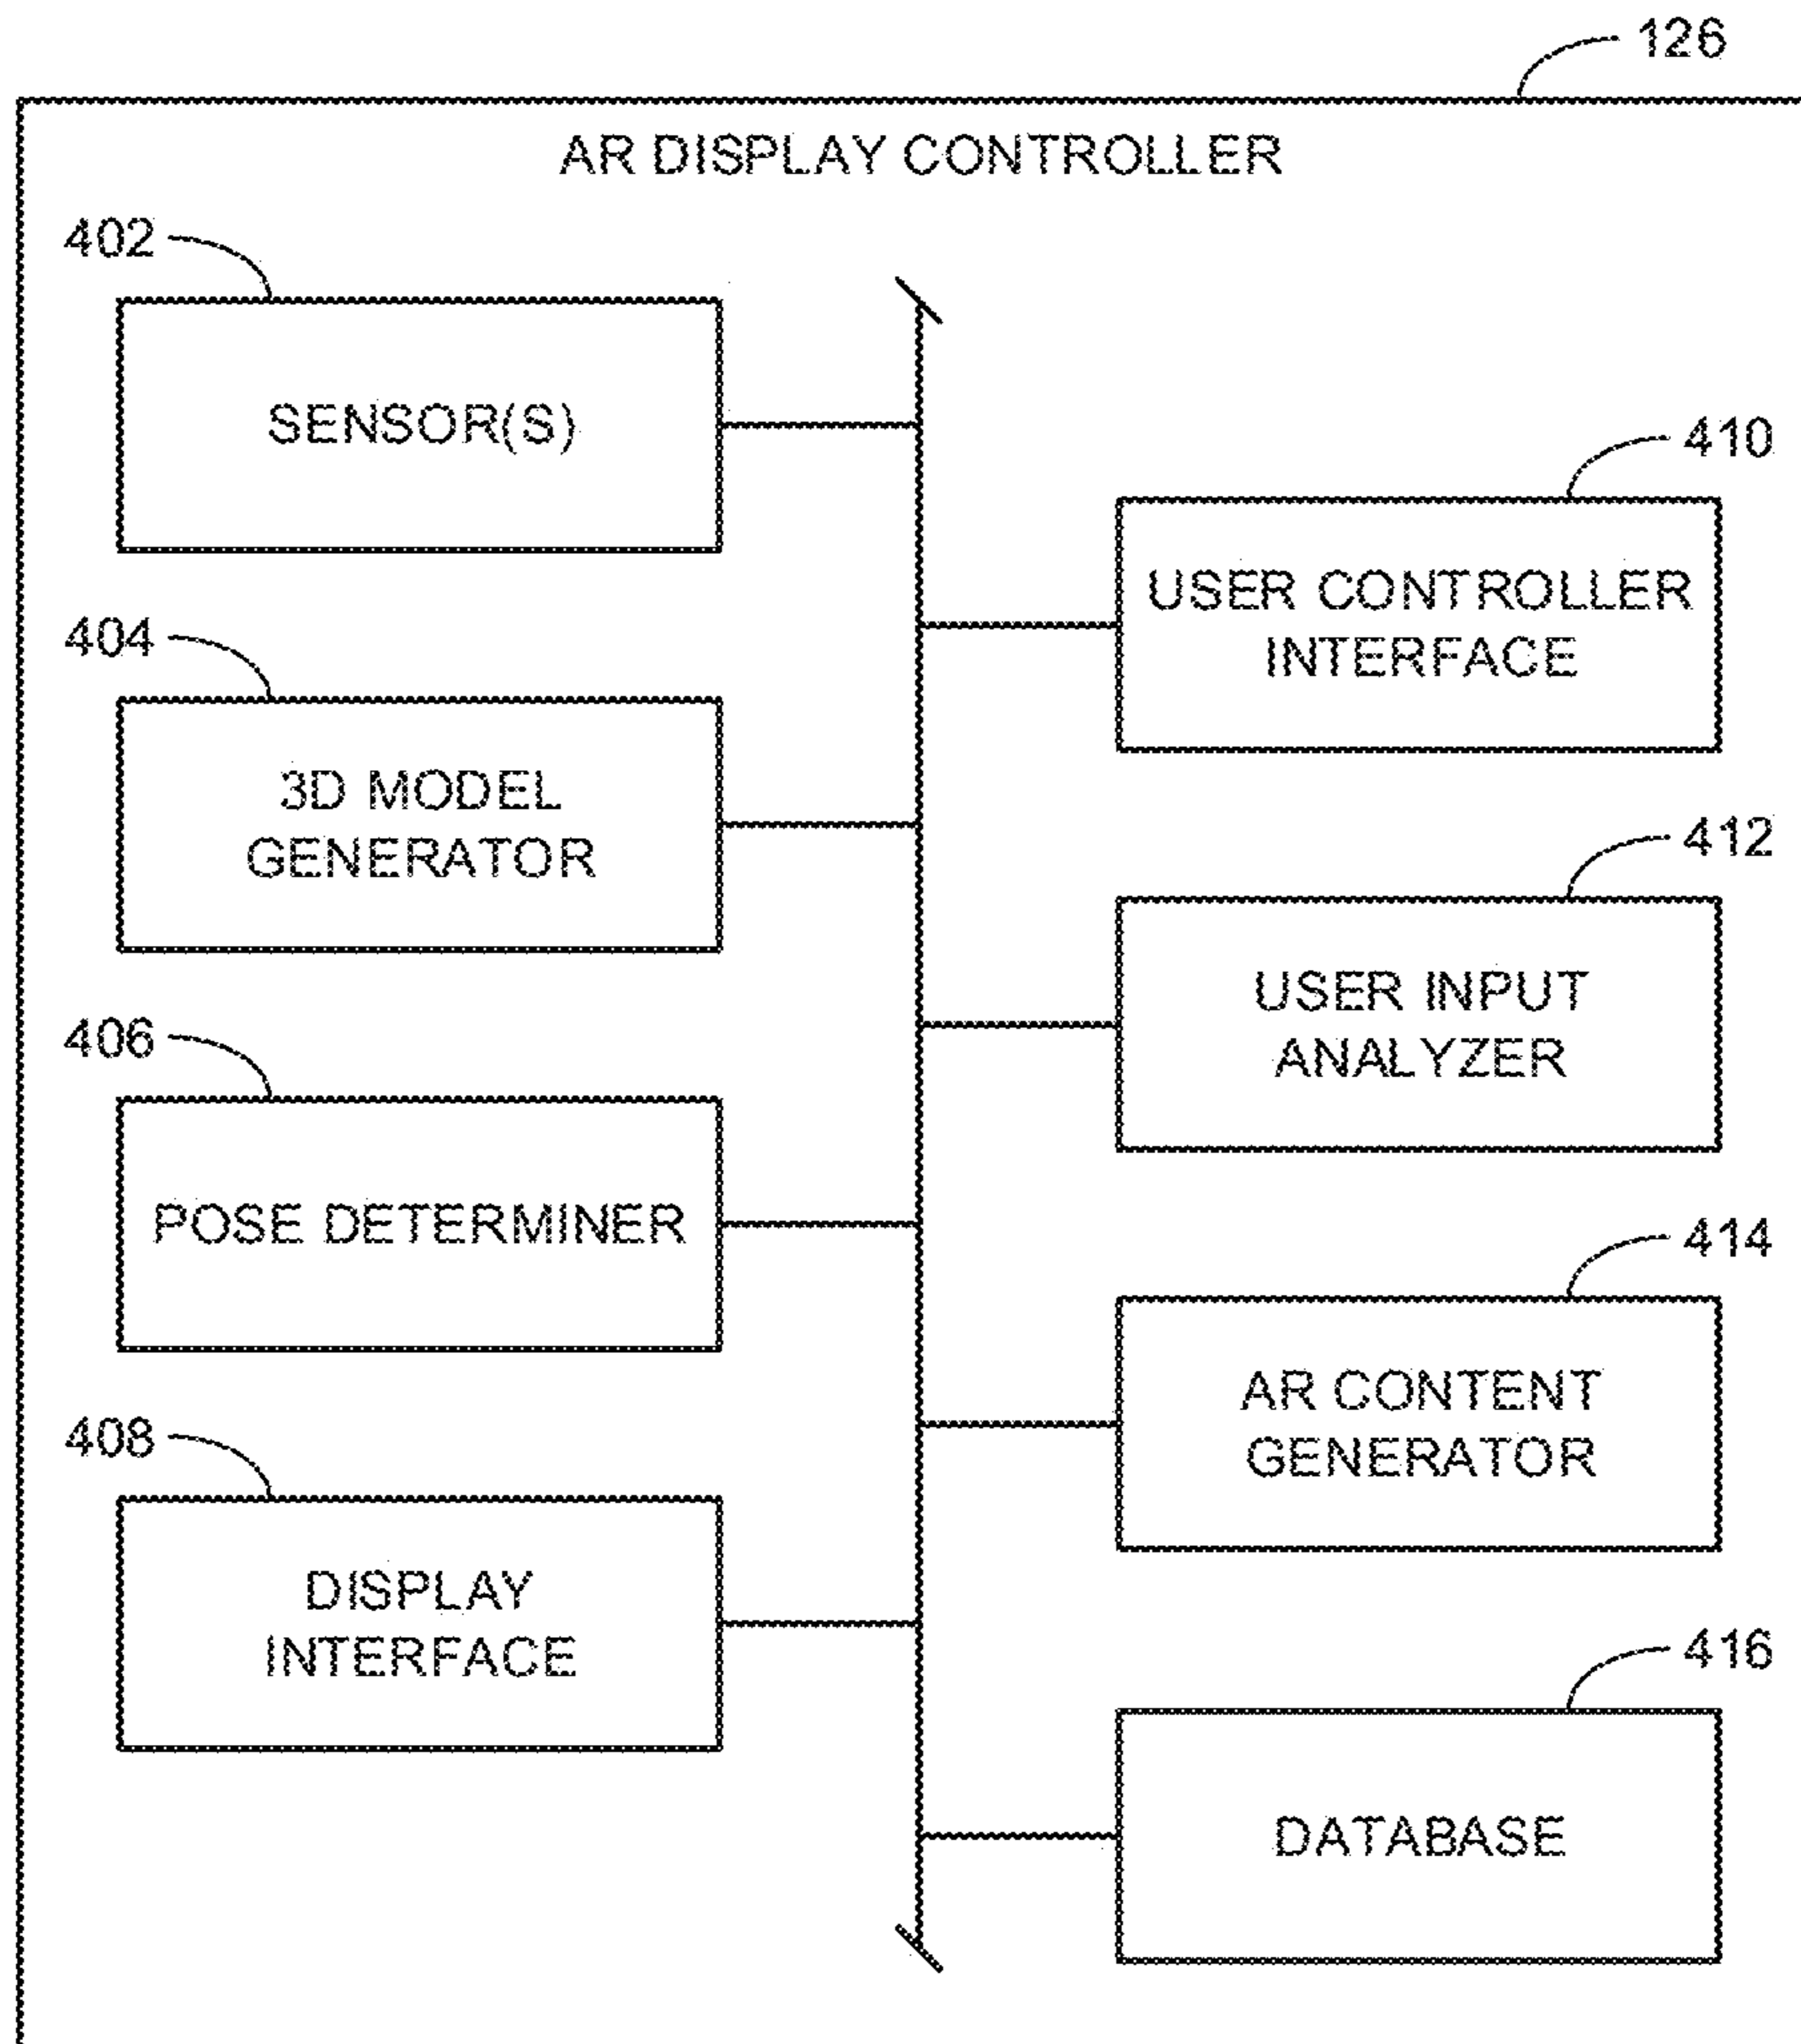 126
AR DISPLAY CONTROLLER
402
SENSOR(S)
404
3D MODEL
GENERATOR
406
POSE DETERMINER
408
DISPLAY
INTERFACE
410
USER CONTROLLER
INTERFACE
412
USER INPUT
ANALYZER
414
AR CONTENT
GENERATOR
416
DATABASE